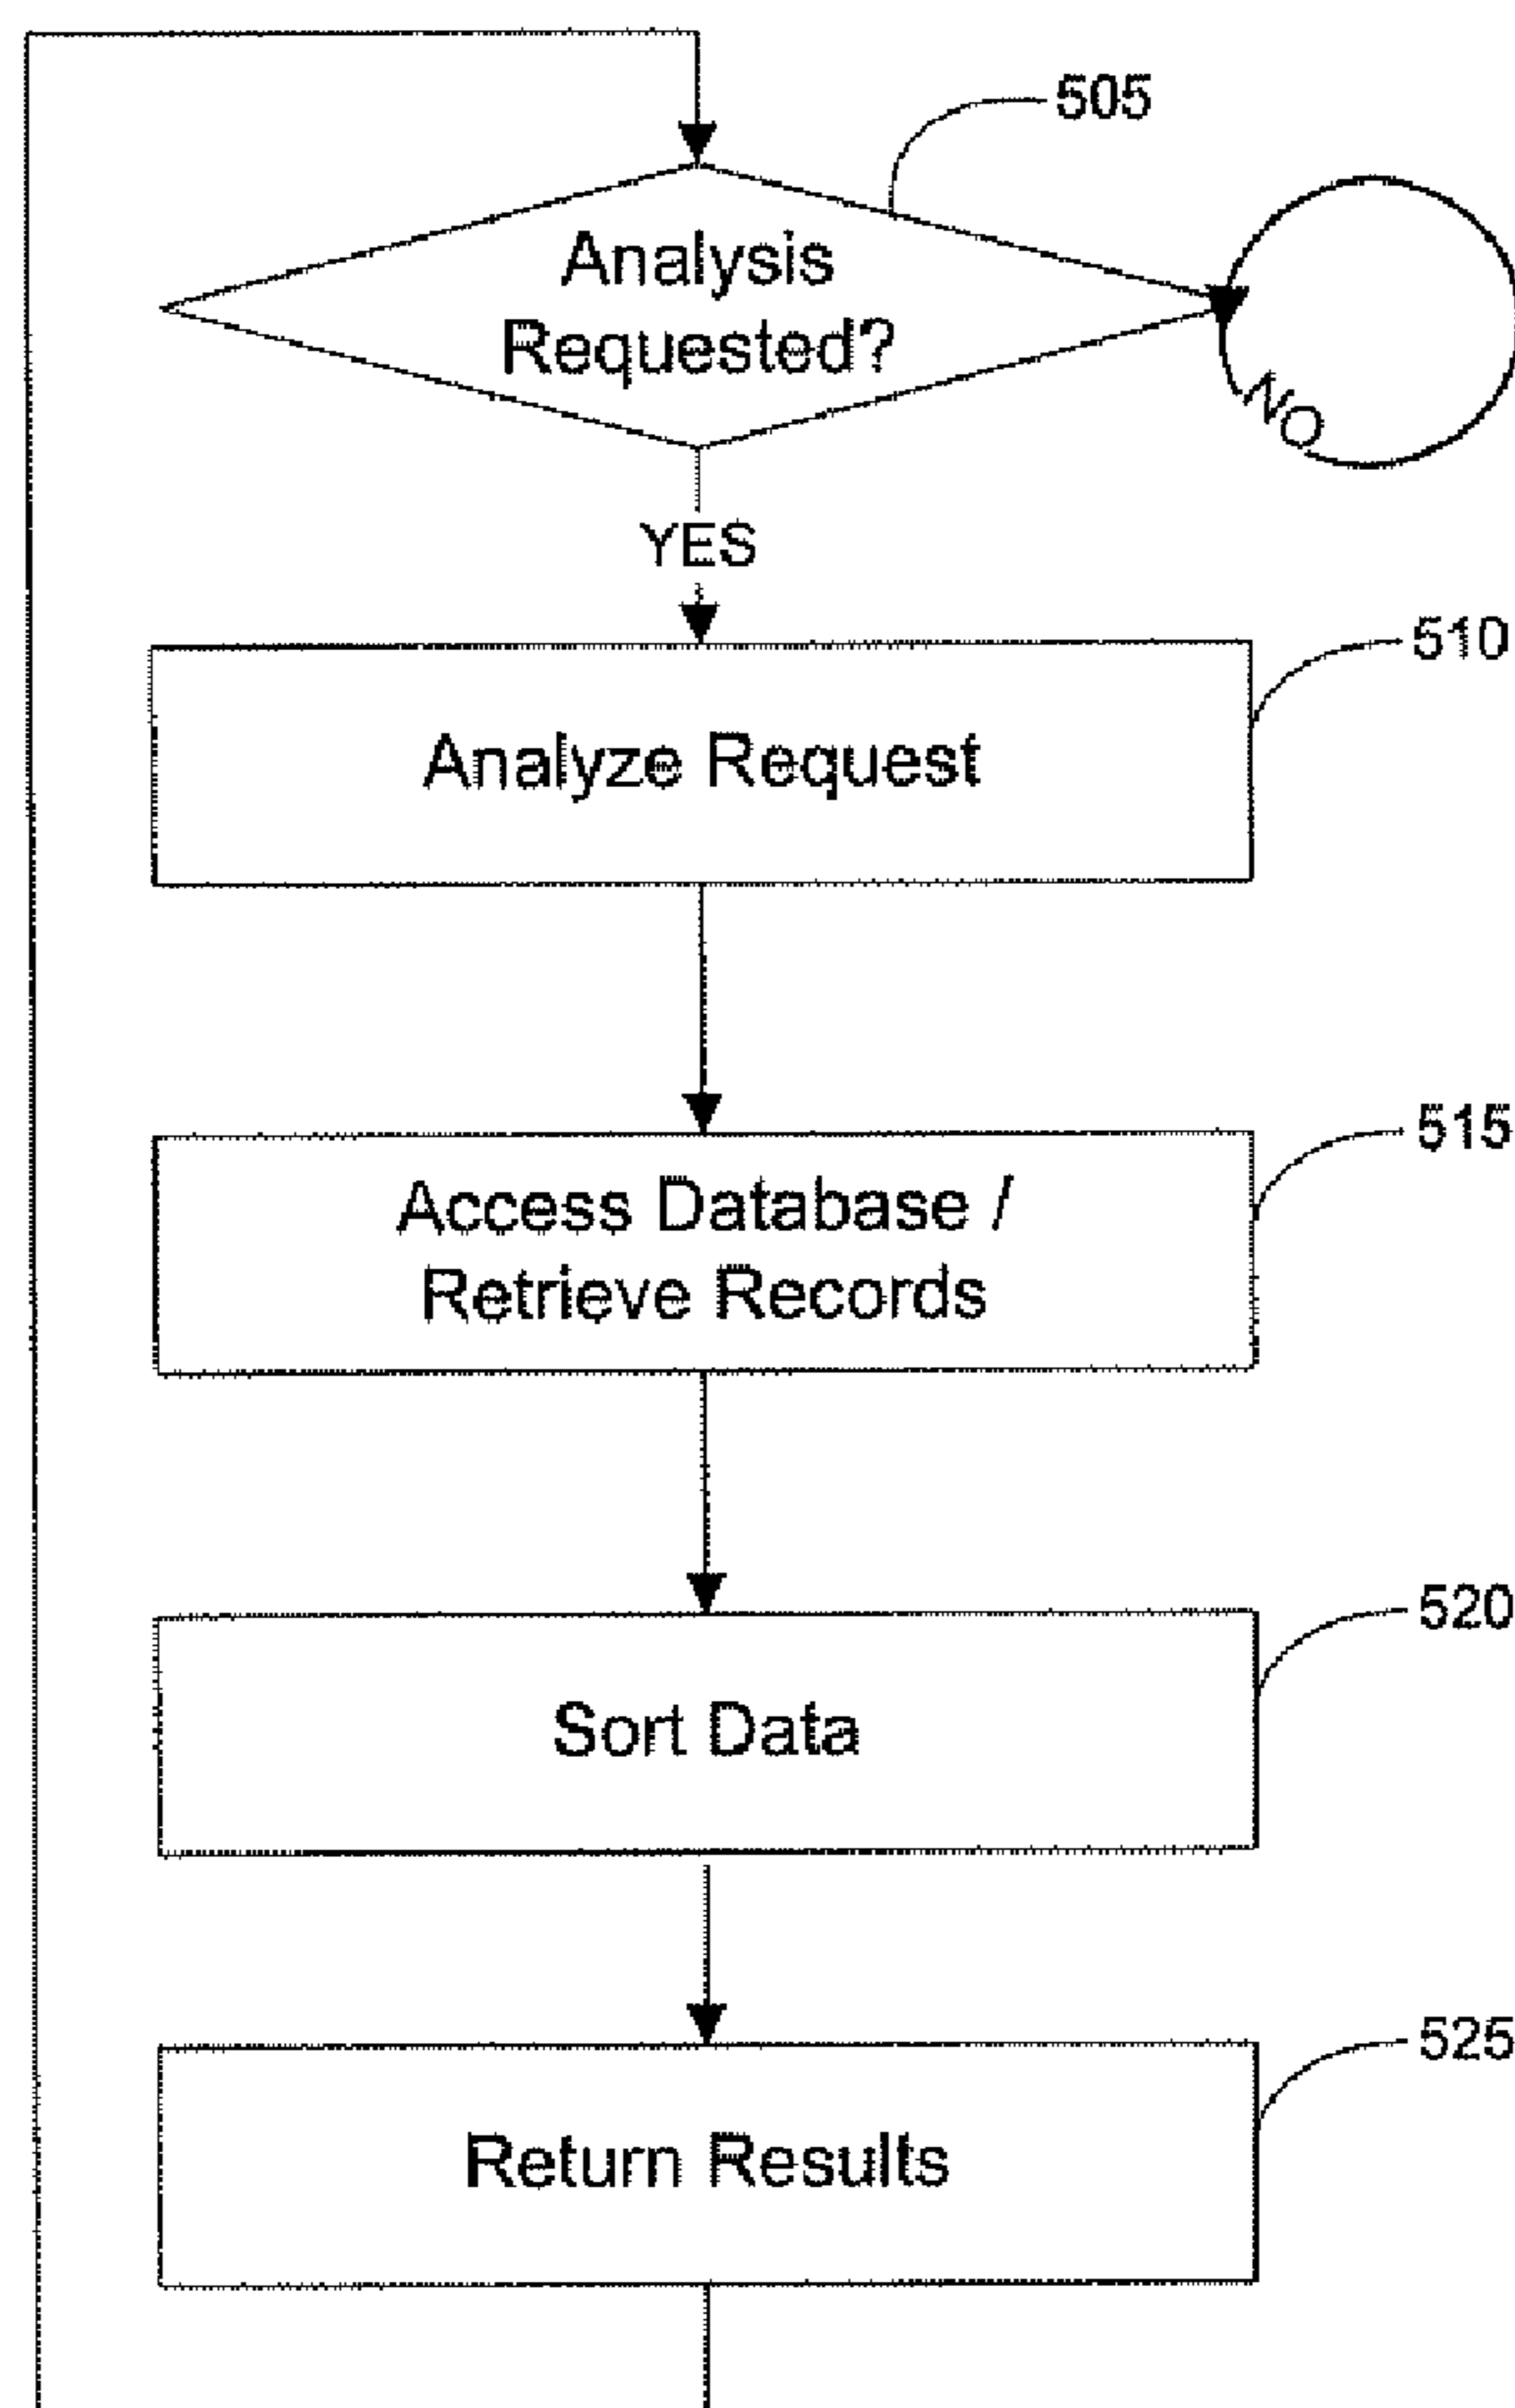 505
Analysis
Requested?
NO
YES
510
Analyze Request
515
Access Database /
Retrieve Records
520
Sort Data
525
Return Results